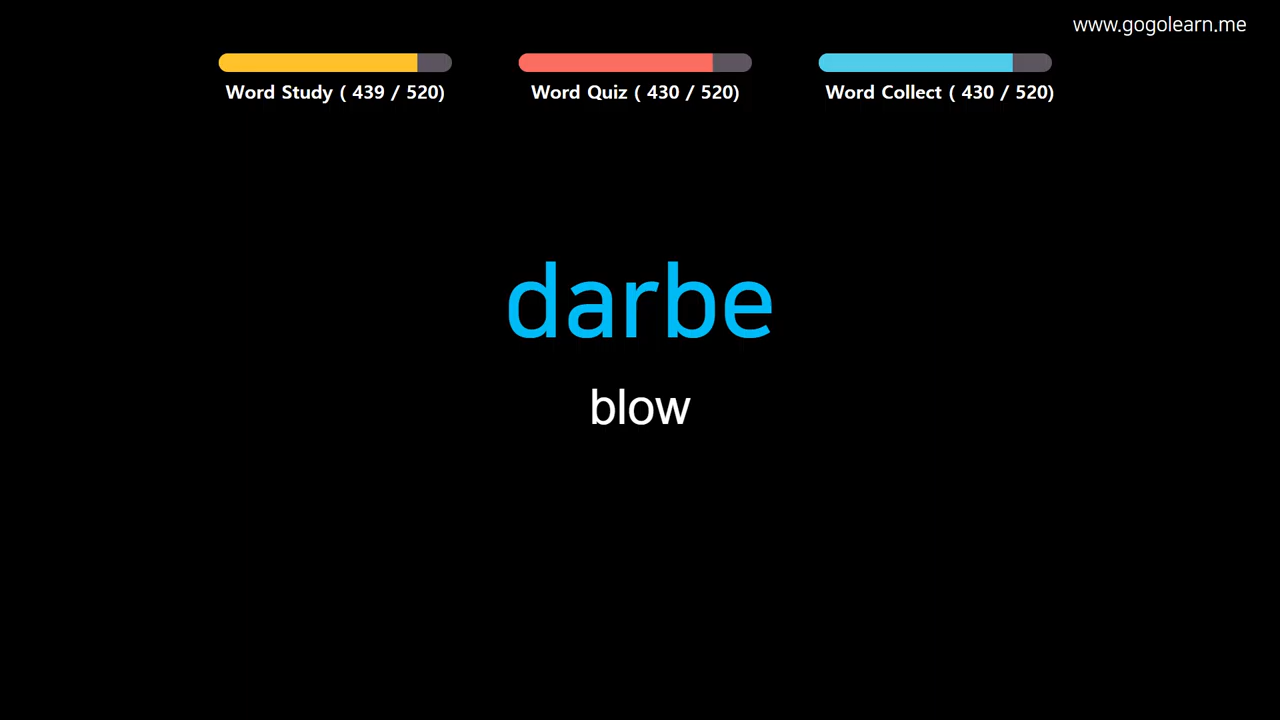 www.gogolearn.me
Word Study ( 439 / 520)
Word Quiz ( 430 / 520)
Word Collect ( 430 / 520)
darbe
blow